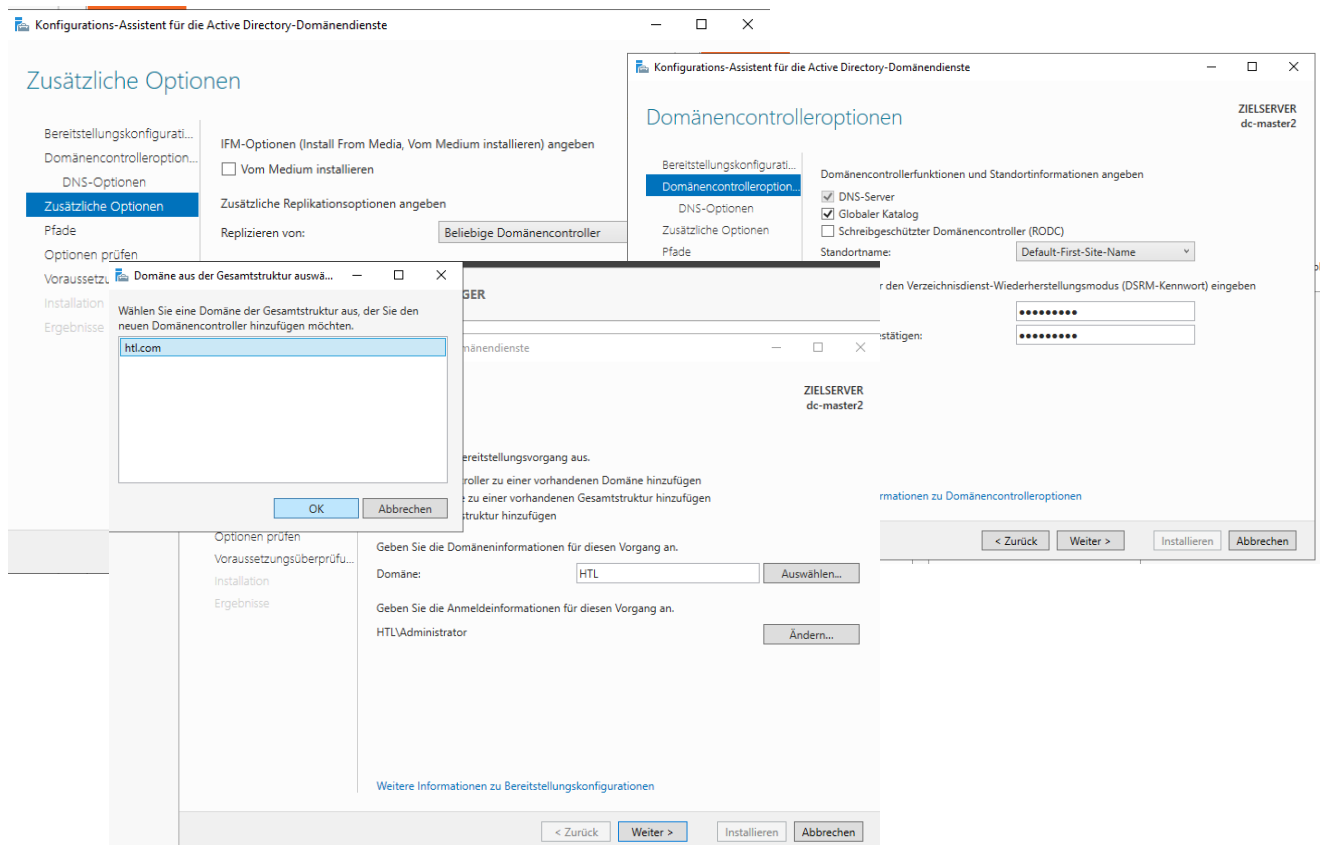 Konfigurations-Assistent für die Active Directory-Domänendienste
Zusätzliche Optionen
Bereitstellungskonfigurati...
Domänencontrolleroption...
DNS-Optionen
Zusätzliche Optionen
Pfade
Optionen prüfen
Voraussetzu
Installation
Ergebnisse
IFM-Optionen (Install From Media, Vom Medium installieren) angeben
Vom Medium installieren
Zusätzliche Replikationsoptionen angeben
Replizieren von: Beliebige Domänencontroller
Konfigurations-Assistent für die Active Directory-Domänendienste
Domänencontrolleroptionen
ZIELSERVER
dc-master2
Bereitstellungskonfigurati...
Domänencontrolleroption...
DNS-Optionen
Zusätzliche Optionen
Pfade
Domänencontrollerfunktionen und Standortinformationen angeben
DNS-Server
Globaler Katalog
Schreibgeschützter Domänencontroller (RODC)
Standortname: Default-First-Site-Name
r den Verzeichnisdienst-Wiederherstellungsmodus (DSRM-Kennwort) eingeben
•••••••••
estätigen: •••••••••
rmationen zu Domänencontrolleroptionen
< Zurück Weiter > Installieren Abbrechen
Domäne aus der Gesamtstruktur auswä...
Wählen Sie eine Domäne der Gesamtstruktur aus, der Sie den
neuen Domänencontroller hinzufügen möchten.
htl.com
OK Abbrechen
GER
mänendienste
ZIELSERVER
dc-master2
ereitstellungsvorgang aus.
roller zu einer vorhandenen Domäne hinzufügen
zu einer vorhandenen Gesamtstruktur hinzufügen
struktur hinzufügen
Optionen prüfen
Voraussetzungsüberprüfu...
Installation
Ergebnisse
Geben Sie die Domäneninformationen für diesen Vorgang an.
Domäne: HTL Auswählen...
Geben Sie die Anmeldeinformationen für diesen Vorgang an.
HTL\Administrator Ändern...
Weitere Informationen zu Bereitstellungskonfigurationen
< Zurück Weiter > Installieren Abbrechen